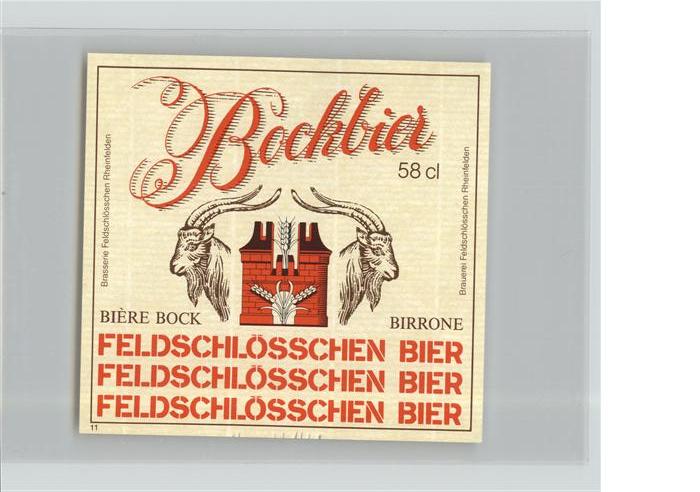 Bockbier
58 cl
Brasserie Feldschlösschen Rheinfelden
Brauerei Feldschlösschen Rheinfelden
BIÈRE BOCK
BIRRONE
FELDSCHLÖSSCHEN BIER
FELDSCHLÖSSCHEN BIER
FELDSCHLÖSSCHEN BIER
11